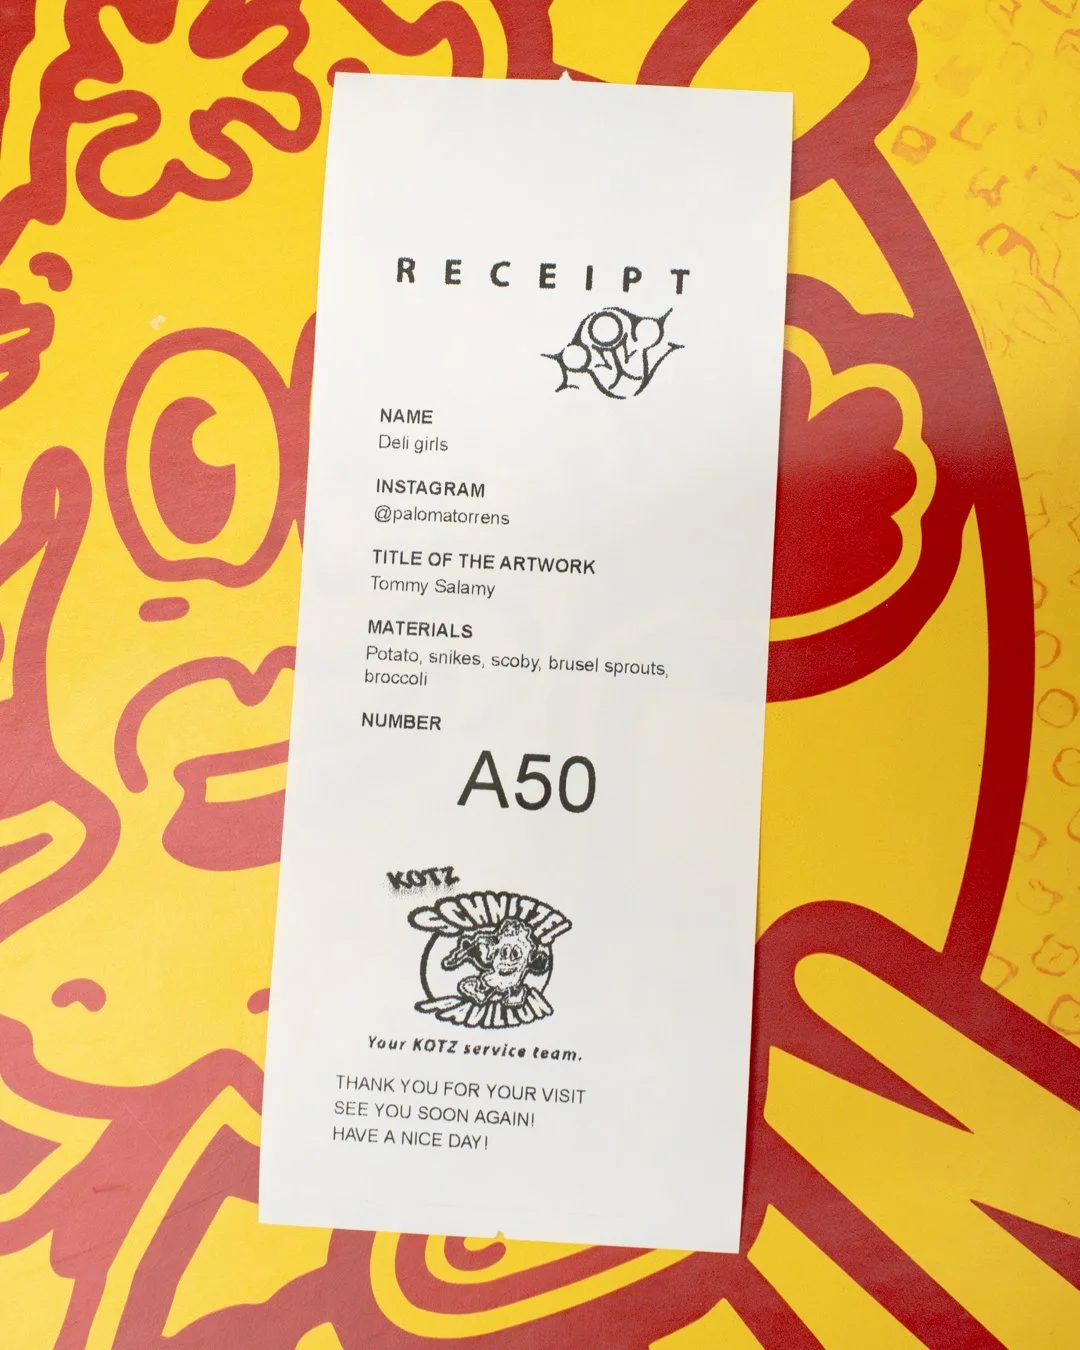 RECEIPT
NAME
Deli girls
INSTAGRAM
@palomatorrens
TITLE OF THE ARTWORK
Tommy Salamy
MATERIALS
Potato, snikes, scoby, brusel sprouts,
broccoli
NUMBER
A50
KOTZ
SCHNITZEL
PAVILLON
Your KOTZ service team.
THANK YOU FOR YOUR VISIT
SEE YOU SOON AGAIN!
HAVE A NICE DAY!